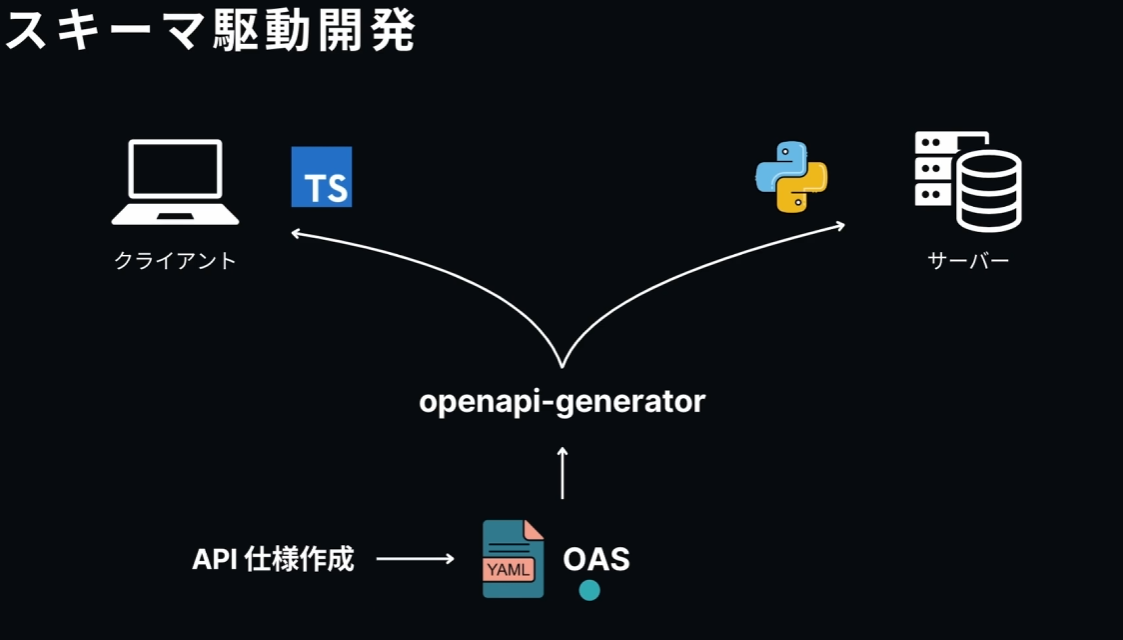 スキーマ駆動開発
TS
クライアント
サーバー
openapi-generator
API 仕様作成
YAML
OAS